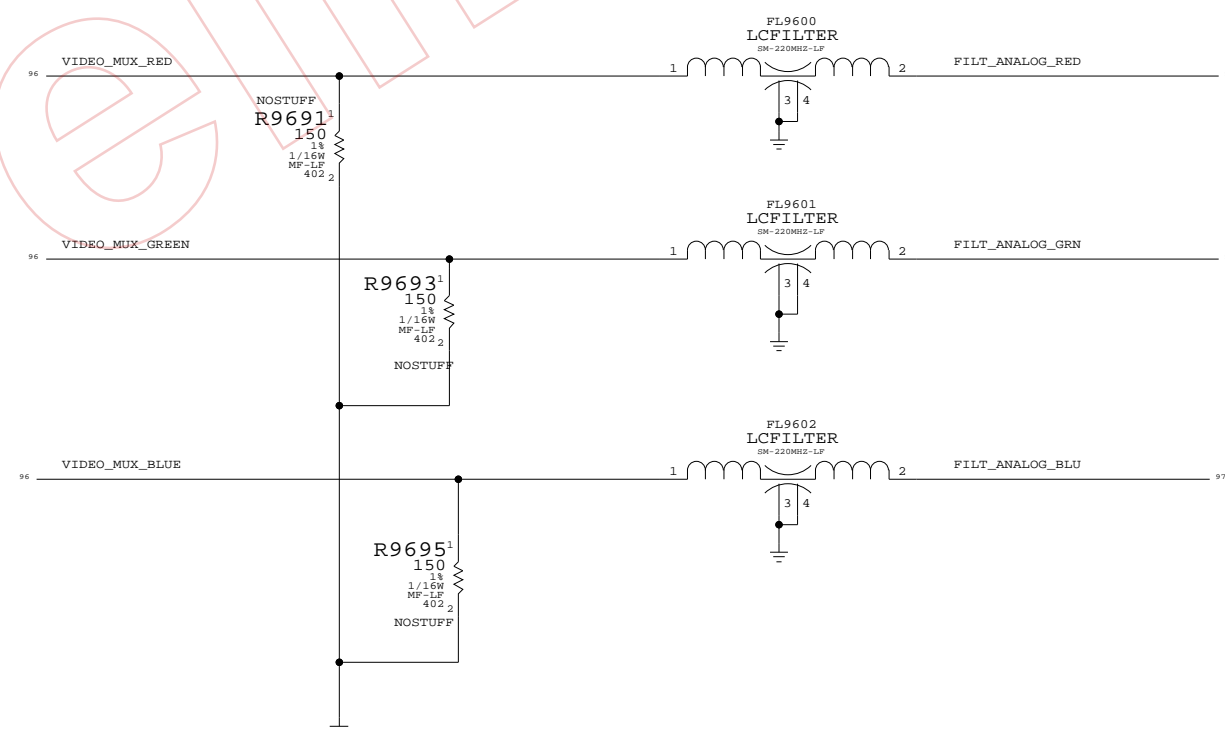 FL9600
LCFILTER
SM-220MHZ-LF
96 VIDEO_MUX_RED 1 2 FILT_ANALOG_RED
3 4
NOSTUFF
R9691 1
150
1%
1/16W
MF-LF
402 2
FL9601
LCFILTER
SM-220MHZ-LF
96 VIDEO_MUX_GREEN 1 2 FILT_ANALOG_GRN
3 4
R9693 1
150
1%
1/16W
MF-LF
402 2
NOSTUFF
FL9602
LCFILTER
SM-220MHZ-LF
96 VIDEO_MUX_BLUE 1 2 FILT_ANALOG_BLU 97
3 4
R9695 1
150
1%
1/16W
MF-LF
402 2
NOSTUFF